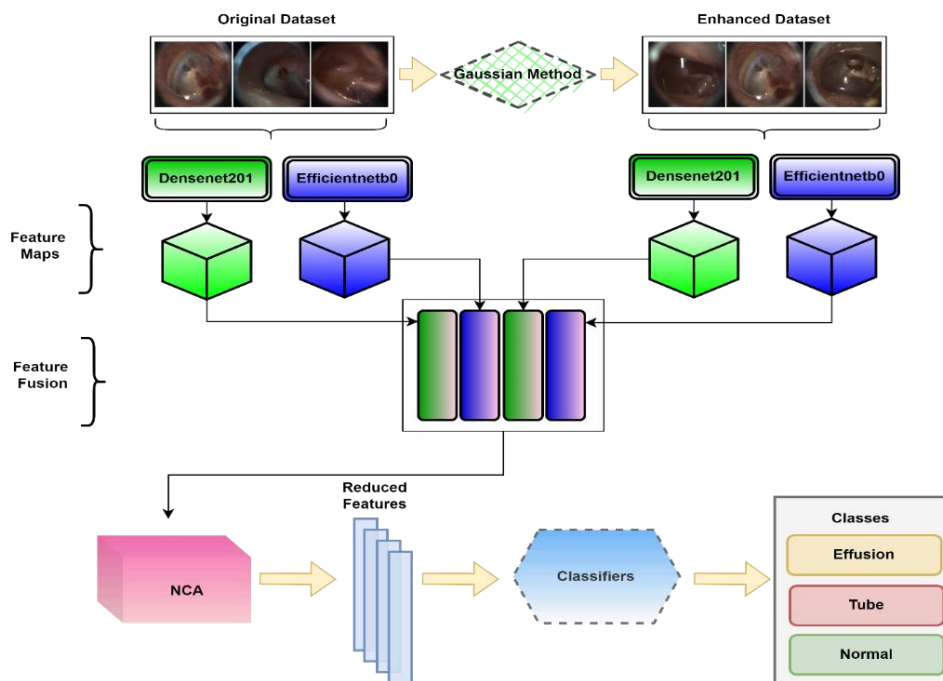 Original Dataset
Enhanced Dataset
Gaussian Method
Densenet201
Efficientnetb0
Densenet201
Efficientnetb0
Feature
Maps
Feature
Fusion
Reduced
Features
NCA
Classifiers
Classes
Effusion
Tube
Normal